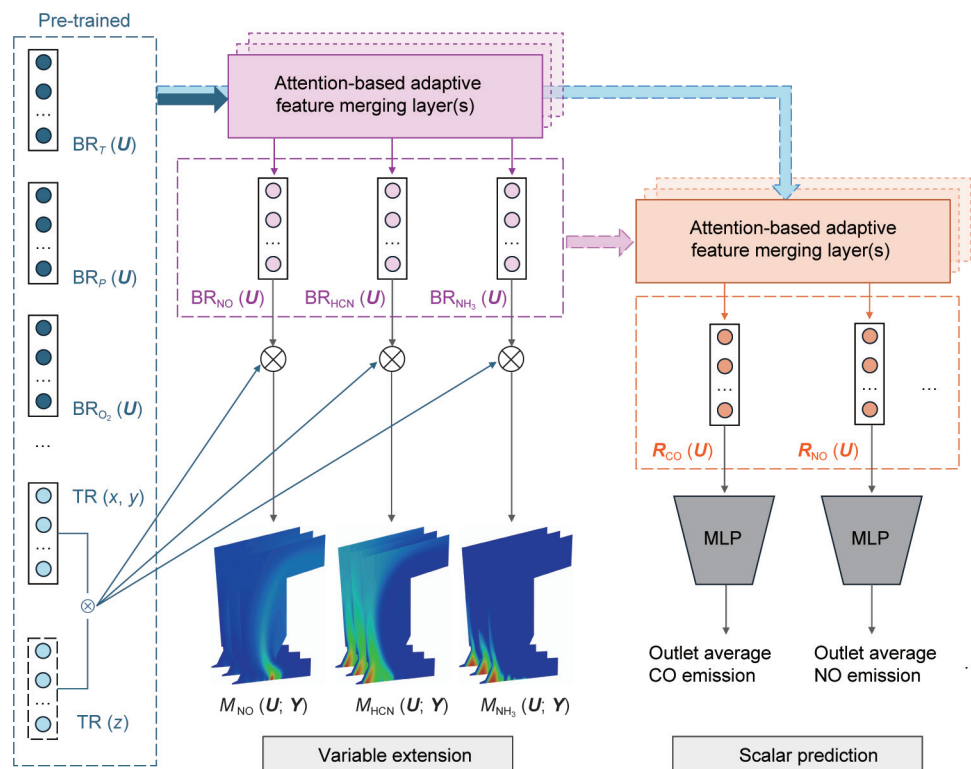 Pre-trained
...
BR_T (U)
...
BR_P (U)
...
BR_O₂ (U)
...
TR (x, y)
...
⊗
...
TR (z)
Attention-based adaptive
feature merging layer(s)
...
...
...
BR_NO (U)
BR_HCN (U)
BR_NH₃ (U)
M_NO (U; Y)
M_HCN (U; Y)
M_NH₃ (U; Y)
Variable extension
Attention-based adaptive
feature merging layer(s)
...
...
...
R_CO (U)
R_NO (U)
MLP
MLP
Outlet average
CO emission
Outlet average
NO emission
.
Scalar prediction